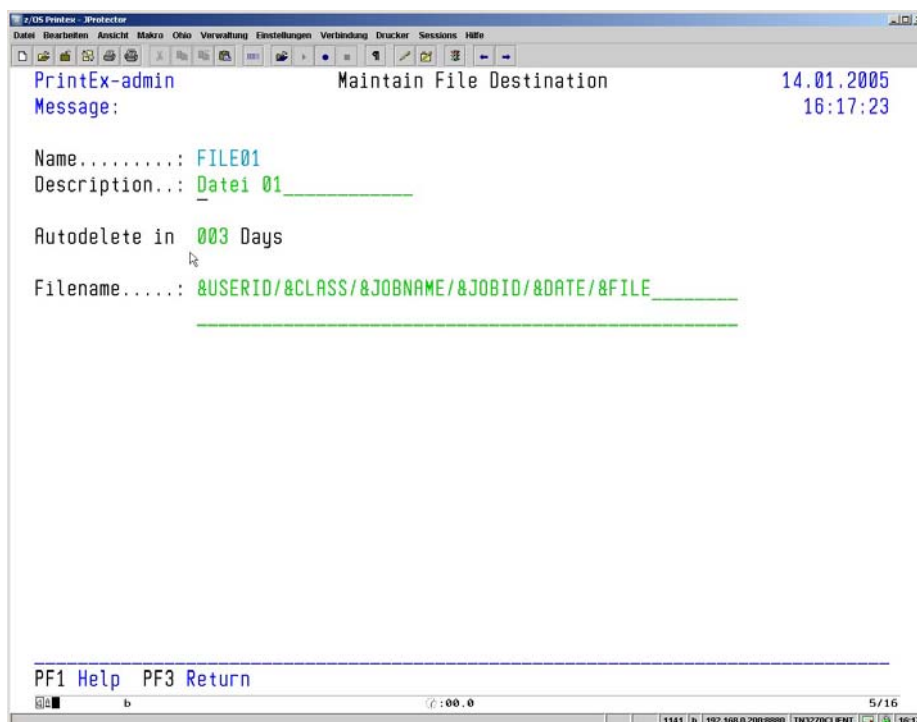 z/OS Printex - JProtector
Datei Bearbeiten Ansicht Makro Ohio Verwaltung Einstellungen Verbindung Drucker Sessions Hilfe
PrintEx-admin Maintain File Destination 14.01.2005
Message: 16:17:23
Name.........: FILE01
Description..: Datei 01____________
Autodelete in 003 Days
Filename.....: &USERID/&CLASS/&JOBNAME/&JOBID/&DATE/&FILE________
PF1 Help PF3 Return
b :00.0 5/16
1141 b 192.168.0.200:8880 TN3270CLIENT